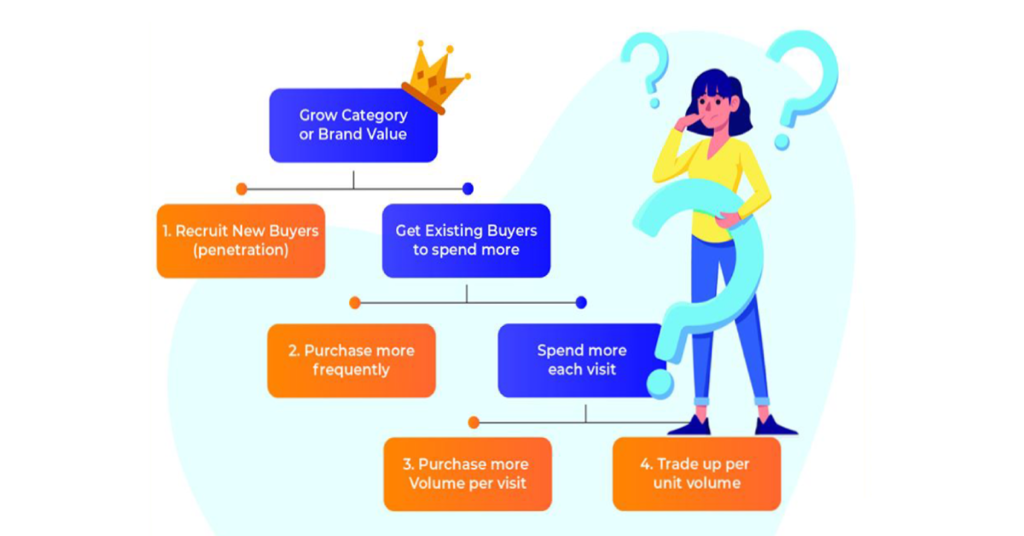 Grow Category
or Brand Value
1. Recruit New Buyers
(penetration)
Get Existing Buyers
to spend more
2. Purchase more
frequently
Spend more
each visit
3. Purchase more
Volume per visit
4. Trade up per
unit volume